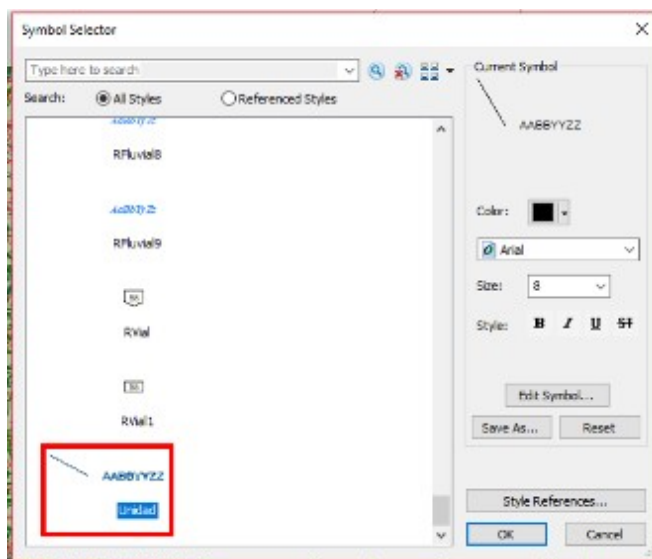 Symbol Selector
Type here to search
Search:
All Styles
Referenced Styles
RFluvial8
AaBbYyZz
RFluvial9
RVial
RVial1
AABBYYZZ
Unidad
Current Symbol
AABBYYZZ
Color:
Arial
Size:
8
Style:
B I U ST
Edit Symbol...
Save As...
Reset
Style References...
OK
Cancel